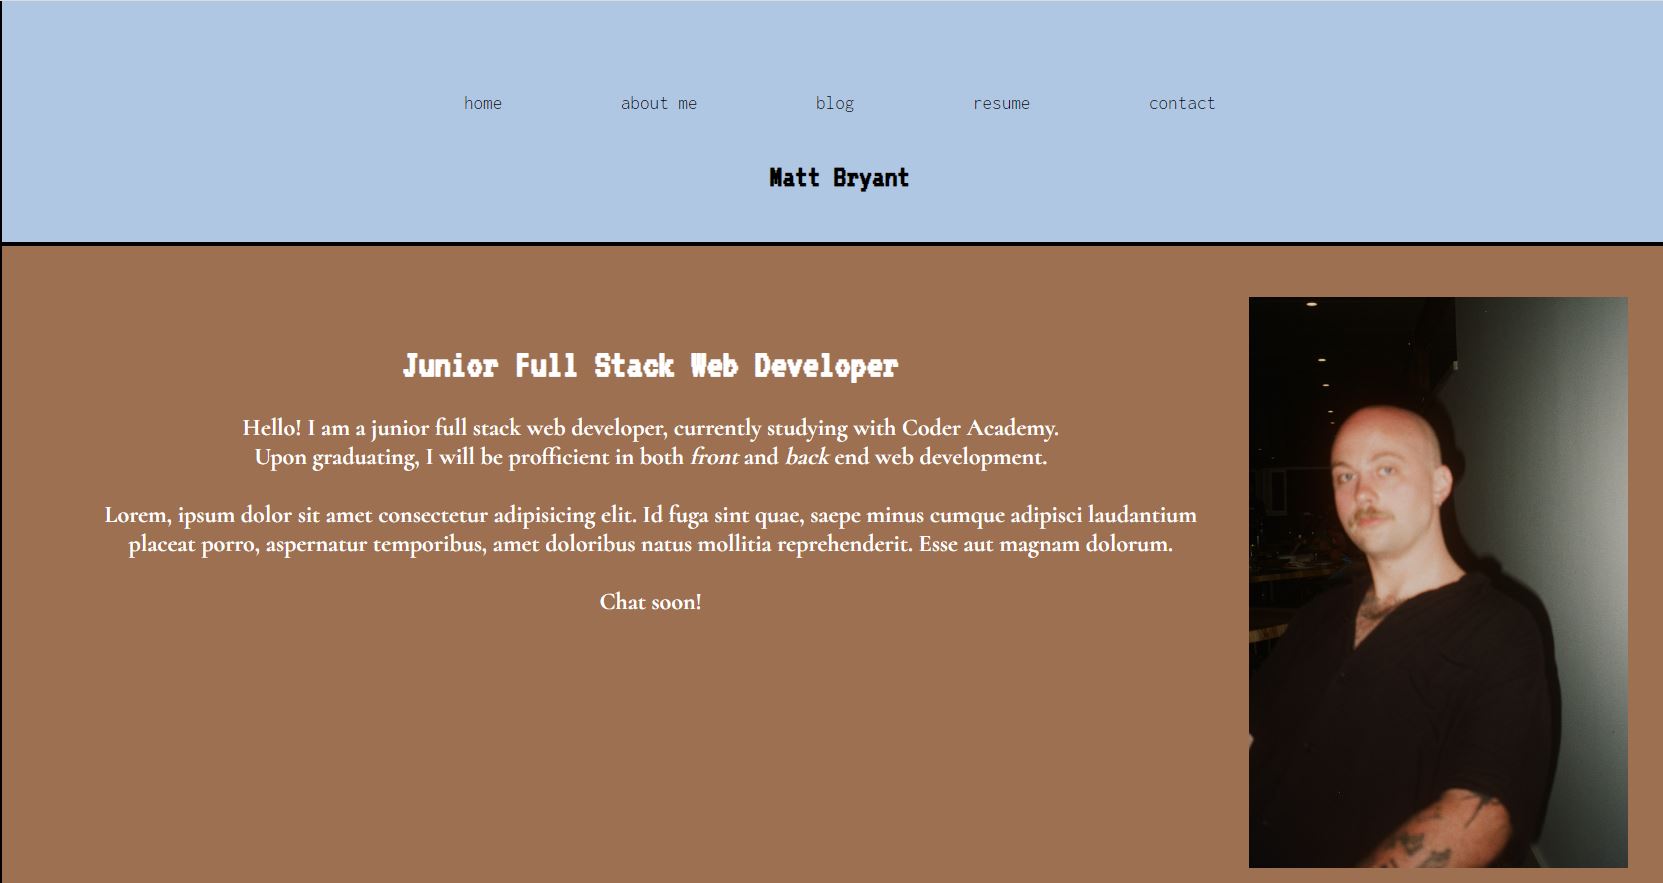 home about me blog resume contact
Matt Bryant
Junior Full Stack Web Developer
Hello! I am a junior full stack web developer, currently studying with Coder Academy.
Upon graduating, I will be profficient in both front and back end web development.
Lorem, ipsum dolor sit amet consectetur adipisicing elit. Id fuga sint quae, saepe minus cumque adipisci laudantium
placeat porro, aspernatur temporibus, amet doloribus natus mollitia reprehenderit. Esse aut magnam dolorum.
Chat soon!